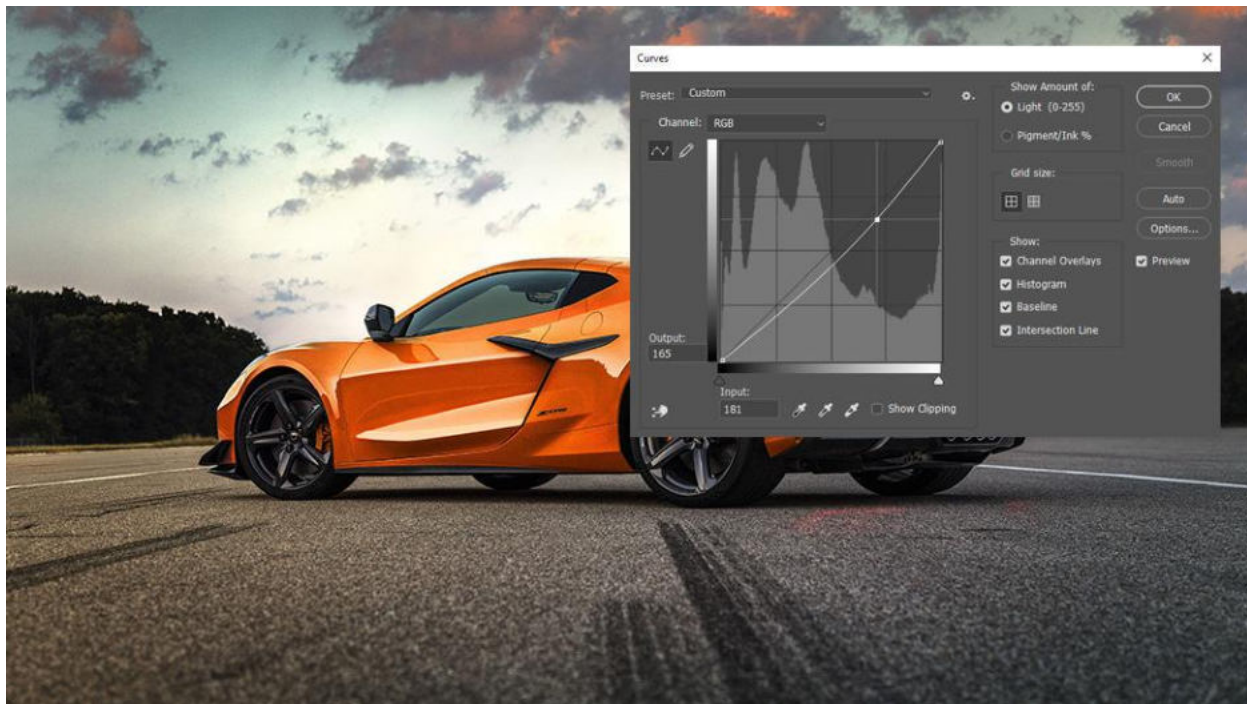 Curves
Preset: Custom
Channel: RGB
Output:
165
Input:
181
Show Clipping
Show Amount of:
Light (0-255)
Pigment/Ink %
Grid size:
Show:
Channel Overlays
Histogram
Baseline
Intersection Line
OK
Cancel
Smooth
Auto
Options...
Preview